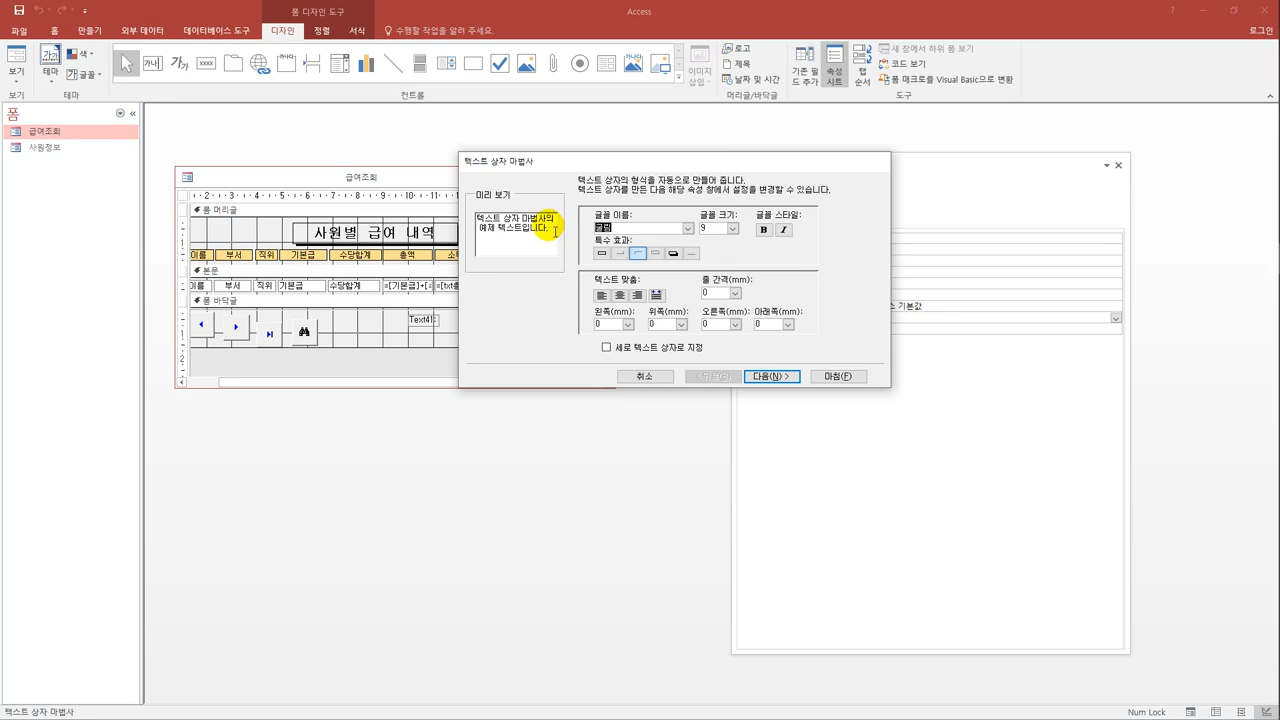 폼 디자인 도구
Access
파일 홈 만들기 외부 데이터 데이터베이스 도구 디자인 정렬 서식 수행할 작업을 알려 주세요.
로그인
보기
테마
색
가 글꼴
이미지 삽입
로고
제목
날짜 및 시간
기존 필드 추가
속성 시트
탭 순서
새 창에서 하위 폼 보기
코드 보기
폼 매크로를 Visual Basic으로 변환
보기 테마 컨트롤 머리글/바닥글 도구
폼
급여조회
사원정보
급여조회
폼 머리글
사원별 급여 내역
이름 부서 직위 기본급 수당합계 총액
본문
이름 부서 직위 기본급 수당합계
폼 바닥글
Text41:
텍스트 상자 마법사
미리 보기
텍스트 상자 마법사의
예제 텍스트입니다.
텍스트 상자의 형식을 자동으로 만들어 줍니다.
텍스트 상자를 만든 다음 해당 속성 창에서 설정을 변경할 수 있습니다.
글꼴 이름: 글꼴 크기: 글꼴 스타일:
굴림 9 B I
특수 효과:
텍스트 맞춤: 줄 간격(mm):
0
왼쪽(mm): 위쪽(mm): 오른쪽(mm): 아래쪽(mm):
0 0 0 0
세로 텍스트 상자로 지정
취소 < 뒤로(B) 다음(N) > 마침(F)
기본값
텍스트 상자 마법사
Num Lock